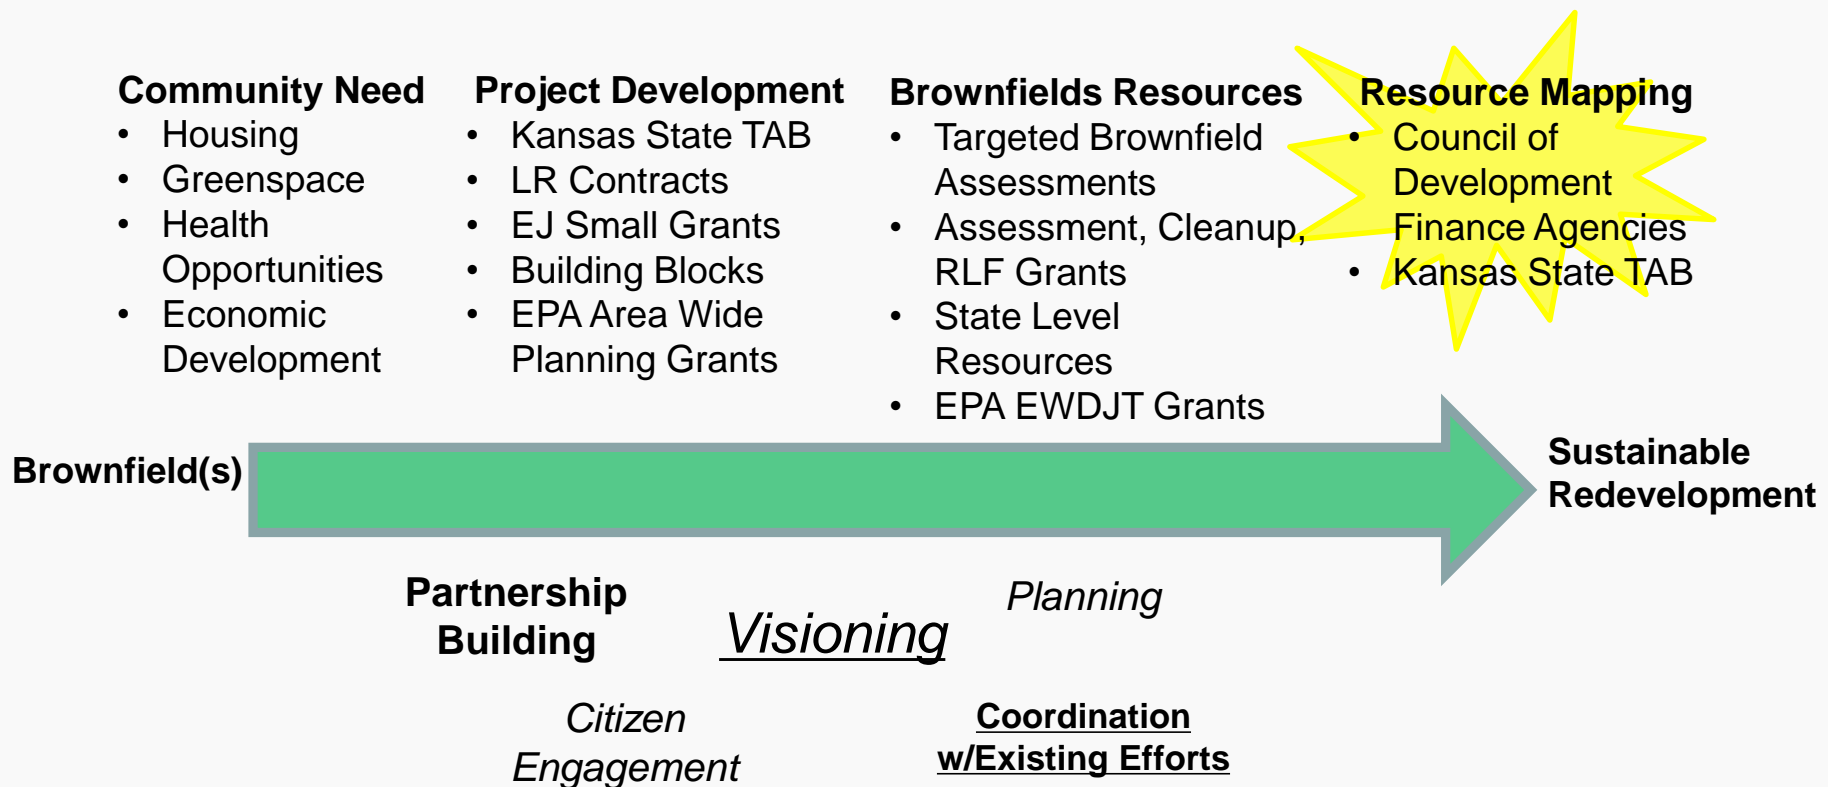 Community Need
• Housing
• Greenspace
• Health
Opportunities
• Economic
Development
Project Development
• Kansas State TAB
• LR Contracts
• EJ Small Grants
• Building Blocks
• EPA Area Wide
Planning Grants
Brownfields Resources
• Targeted Brownfield
Assessments
• Assessment, Cleanup,
RLF Grants
• State Level
Resources
• EPA EWDJT Grants
Resource Mapping
• Council of
Development
Finance Agencies
• Kansas State TAB
Brownfield(s)
Sustainable
Redevelopment
Partnership
Building
Visioning
Planning
Citizen
Engagement
Coordination
w/Existing Efforts